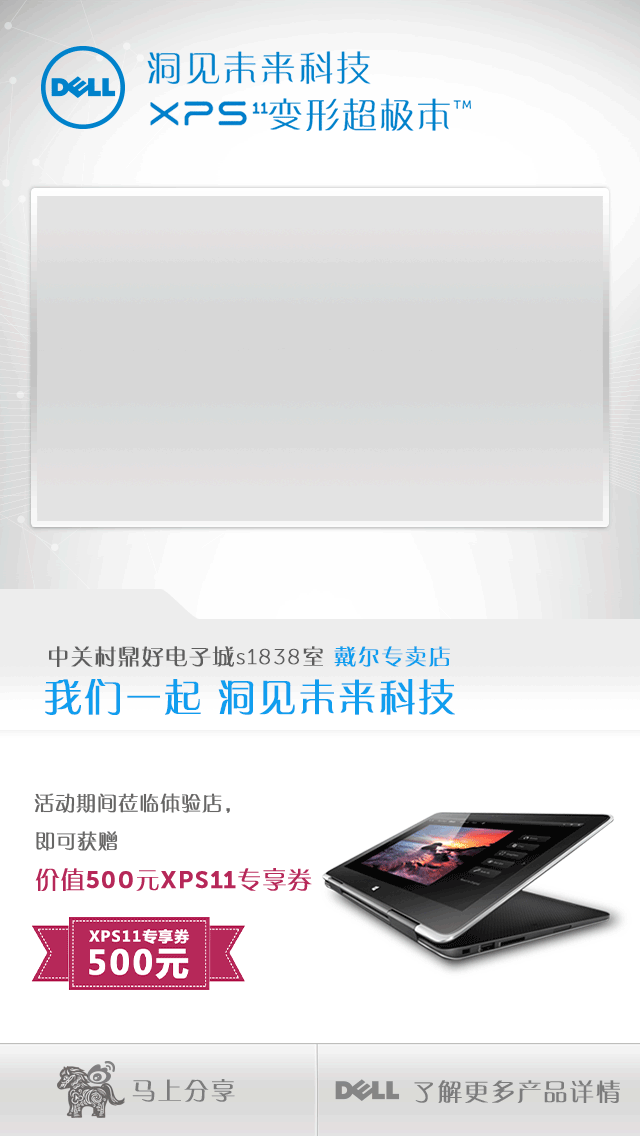 DELL
洞见未来科技
XPS11变形超极本™
中关村鼎好电子城s1838室 戴尔专卖店
我们一起 洞见未来科技
活动期间莅临体验店，
即可获赠
价值500元XPS11专享券
XPS11专享券
500元
马上分享
DELL 了解更多产品详情